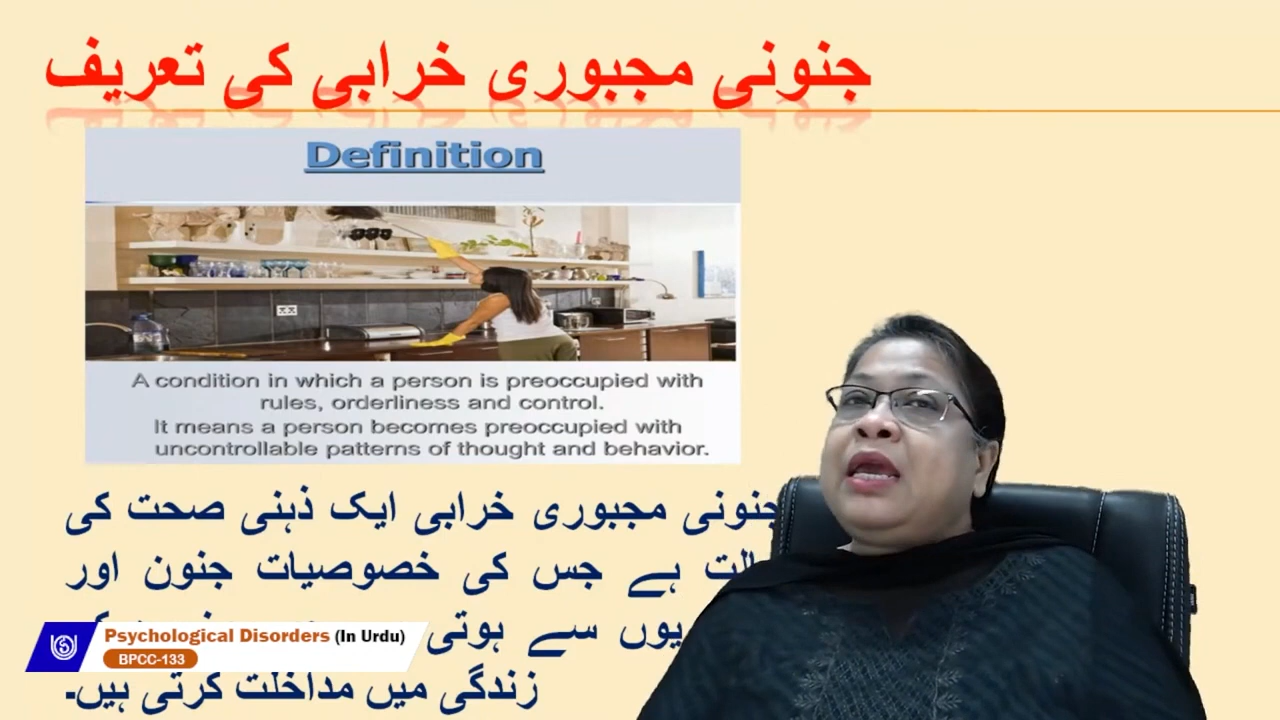 جنونی مجبوری خرابی کی تعریف
Definition
A condition in which a person is preoccupied with
rules, orderliness and control.
It means a person becomes preoccupied with
uncontrollable patterns of thought and behavior.
جنونی مجبوری خرابی ایک ذہنی صحت کی
ہے جس کی خصوصیات جنون اور
سے ہوتی
زندگی میں مداخلت کرتی ہیں۔
Psychological Disorders (In Urdu)
BPCC-133